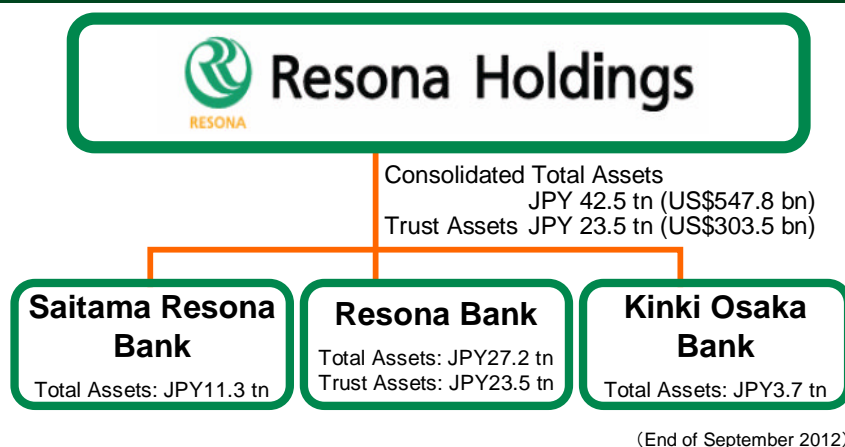 Resona Holdings
RESONA
Consolidated Total Assets
JPY 42.5 tn (US$547.8 bn)
Trust Assets JPY 23.5 tn (US$303.5 bn)
Saitama Resona
Bank
Total Assets: JPY11.3 tn
Resona Bank
Total Assets: JPY27.2 tn
Trust Assets: JPY23.5 tn
Kinki Osaka
Bank
Total Assets: JPY3.7 tn
（End of September 2012）